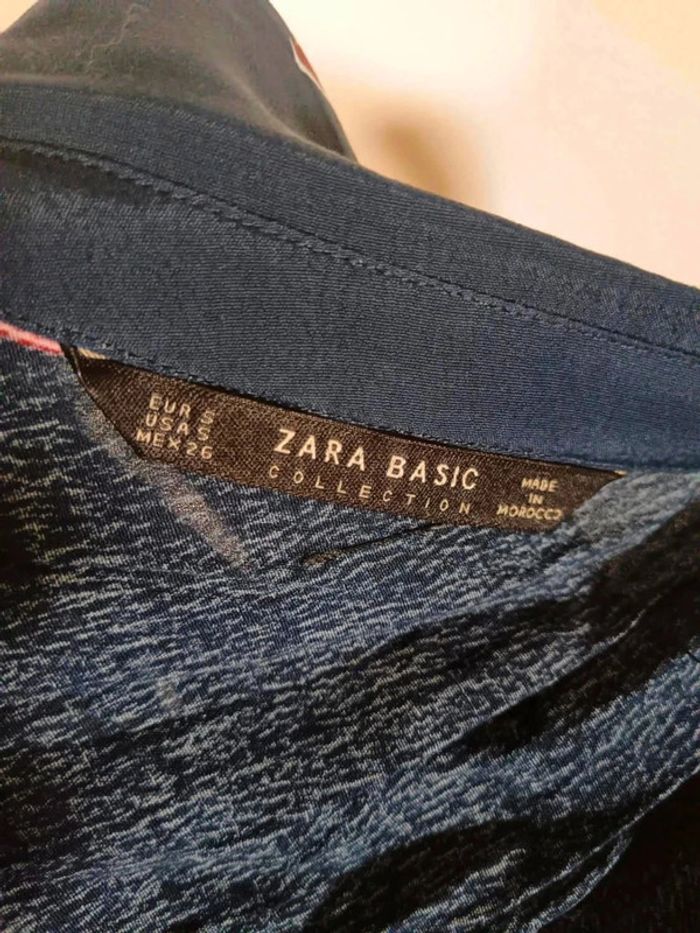 EUR S
USA S
MEX 26
ZARA BASIC
COLLECTION
MADE
IN
MOROCCO